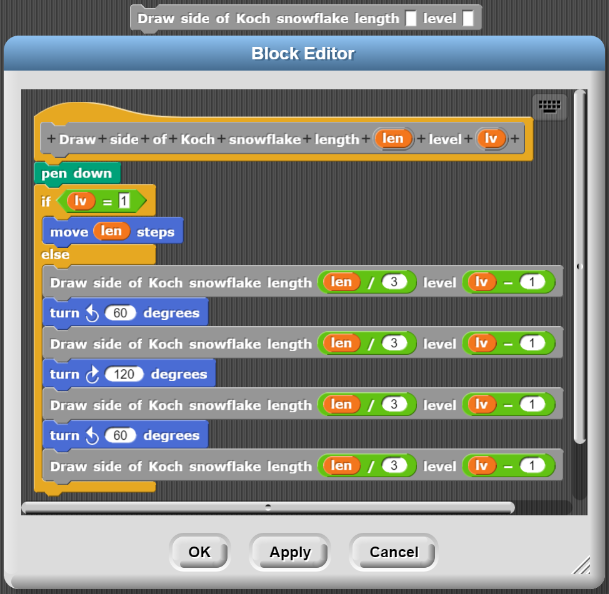 Draw side of Koch snowflake length level
Block Editor
+ Draw + side + of + Koch + snowflake + length + len + level + lv +
pen down
if lv = 1
move len steps
else
Draw side of Koch snowflake length len / 3 level lv − 1
turn ↺ 60 degrees
Draw side of Koch snowflake length len / 3 level lv − 1
turn ↻ 120 degrees
Draw side of Koch snowflake length len / 3 level lv − 1
turn ↺ 60 degrees
Draw side of Koch snowflake length len / 3 level lv − 1
OK Apply Cancel